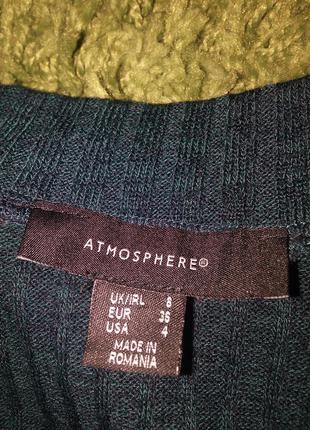 ATMOSPHERE®
UK/IRL 8
EUR 36
USA 4
MADE IN
ROMANIA